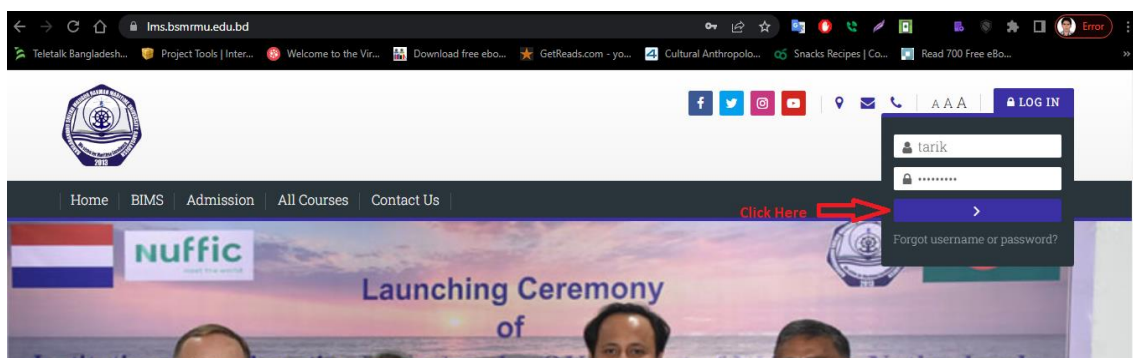 lms.bsmrmu.edu.bd
Error
Teletalk Bangladesh...
Project Tools | Inter...
Welcome to the Vir...
Download free ebo...
GetReads.com - yo...
Cultural Anthropolo...
Snacks Recipes | Co...
Read 700 Free eBo...
»
2013
A A A
LOG IN
tarik
Home
BIMS
Admission
All Courses
Contact Us
Click Here
Forgot username or password?
Nuffic
meet the world
Launching Ceremony
of
2013